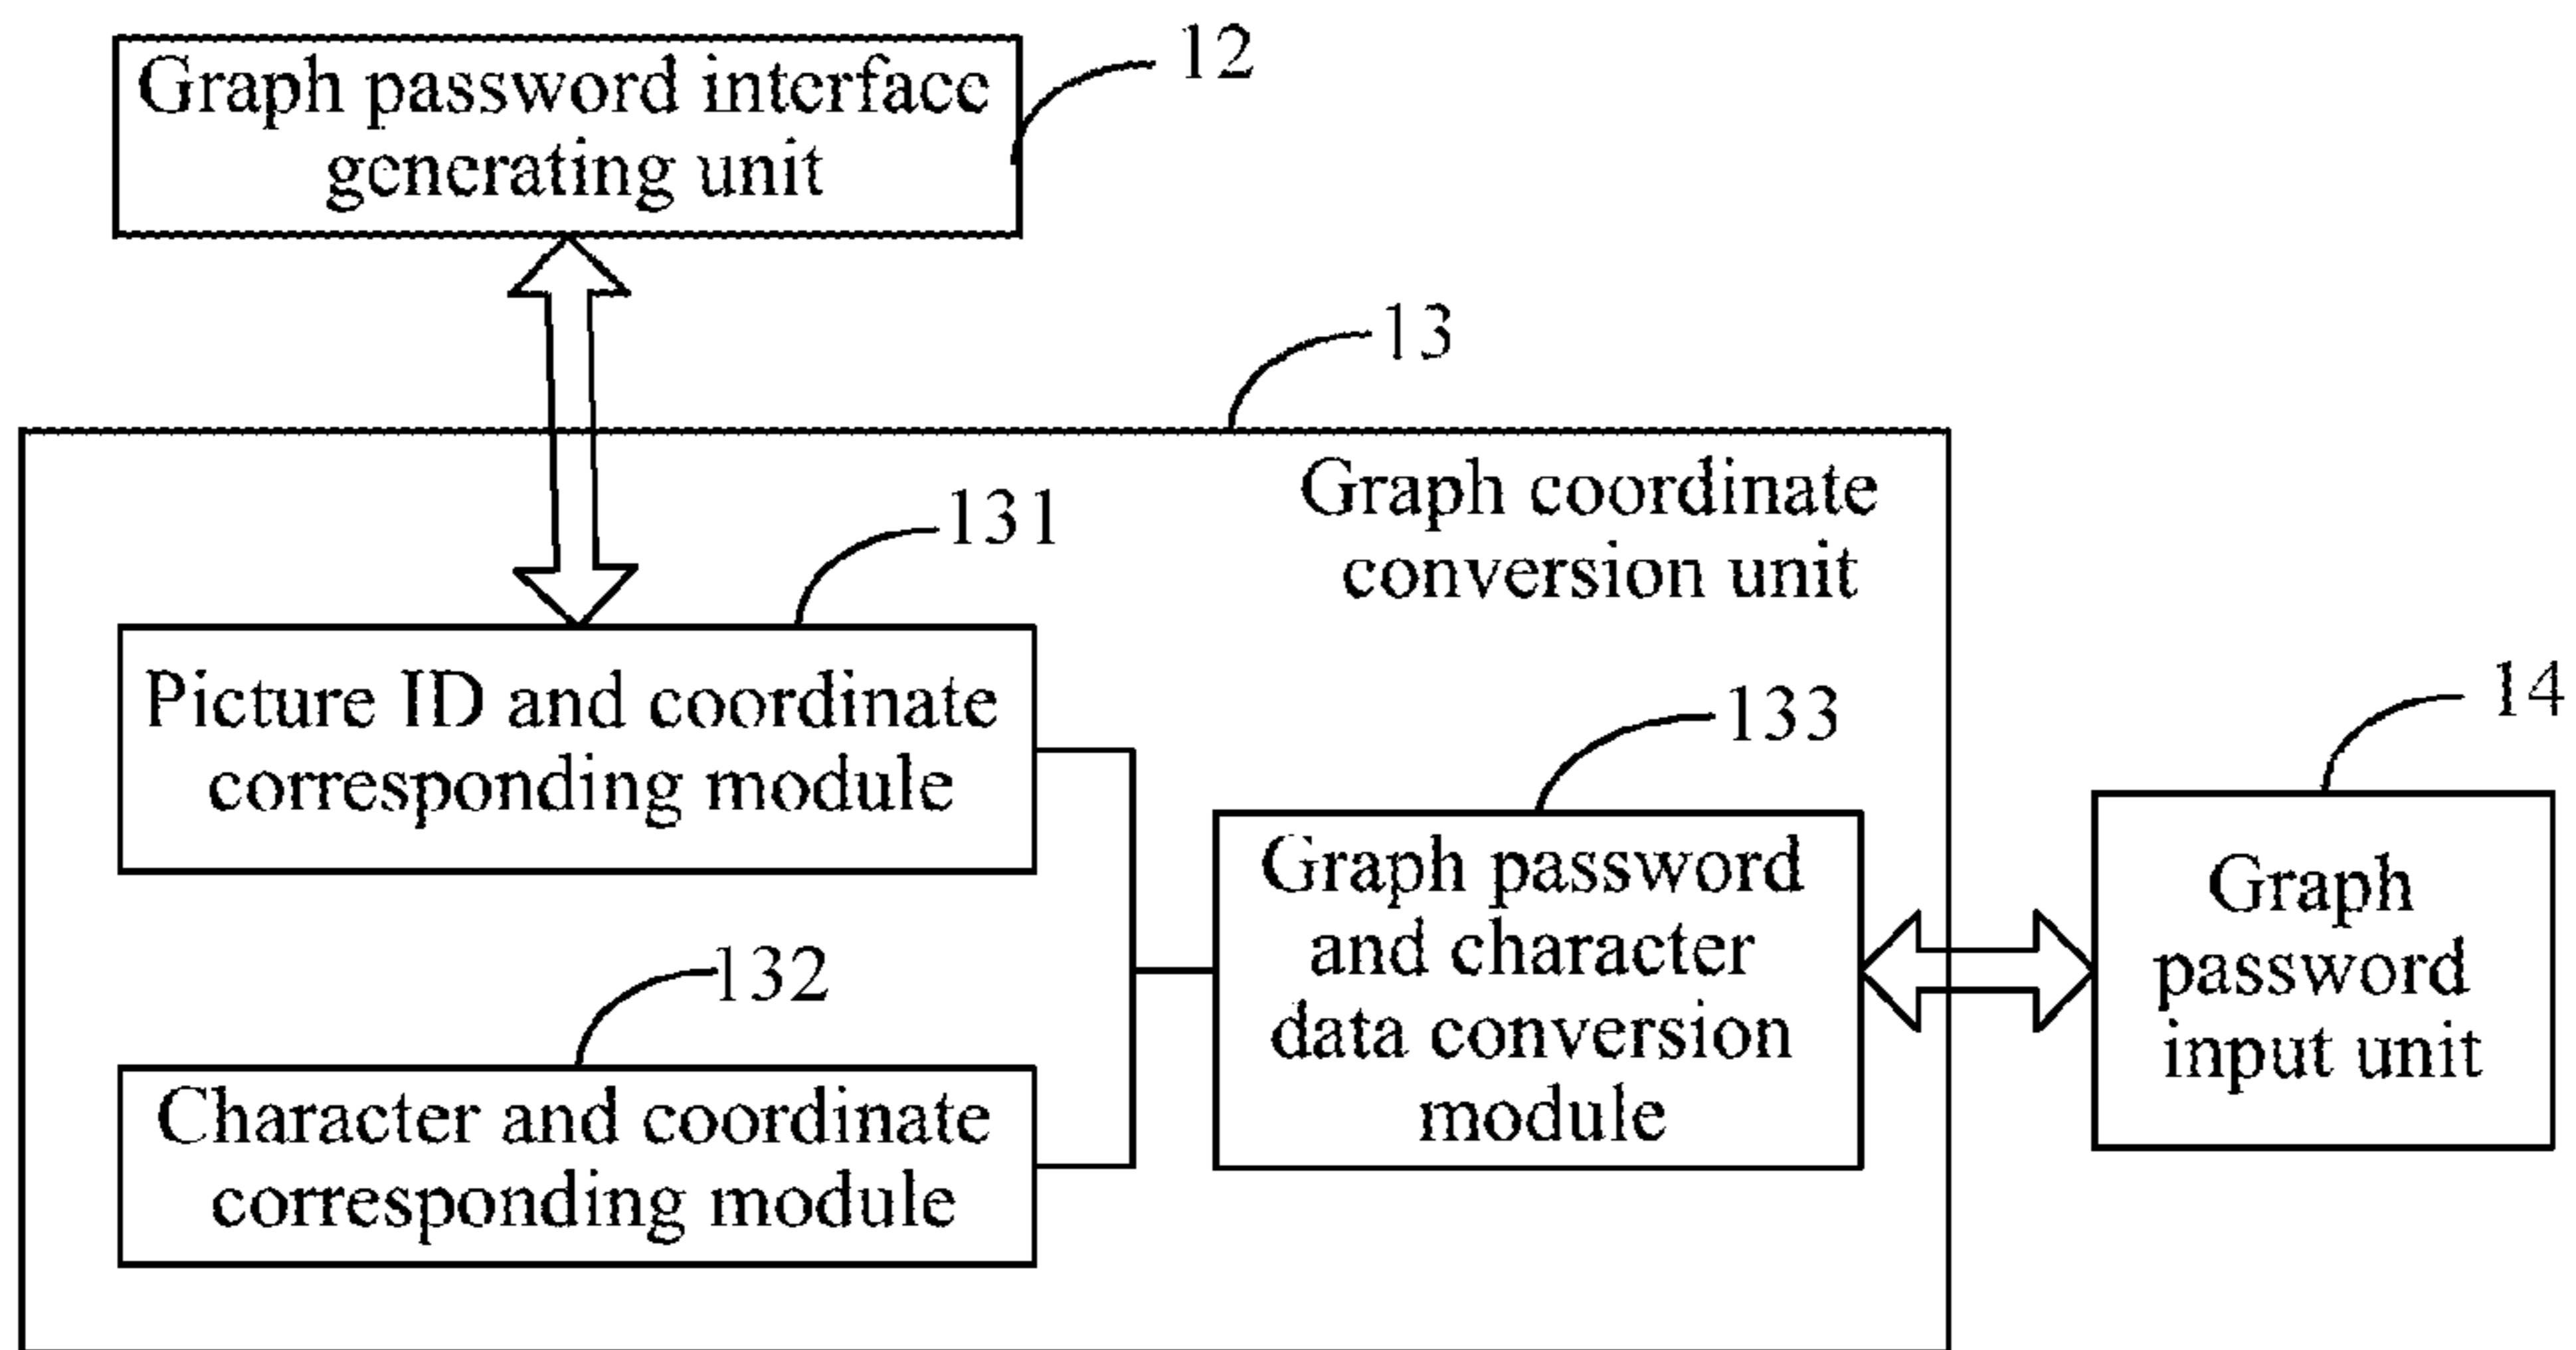 Graph password interface
generating unit
12
13
Graph coordinate
conversion unit
131
Picture ID and coordinate
corresponding module
133
14
Graph password
and character
data conversion
module
Graph
password
input unit
132
Character and coordinate
corresponding module